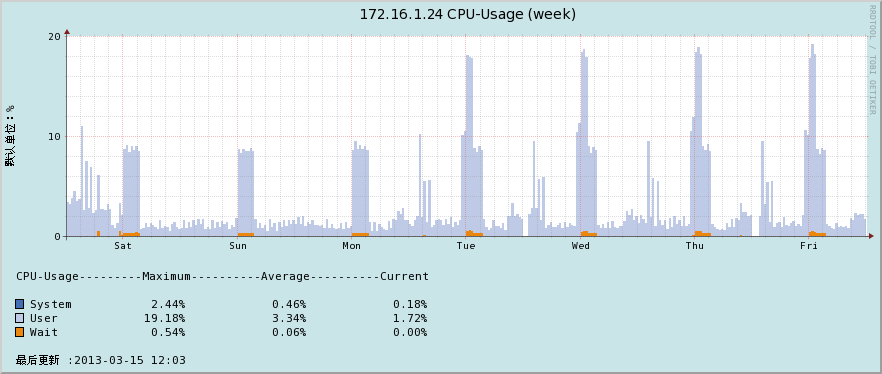 172.16.1.24 CPU-Usage (week)
RRDTOOL / TOBI OETIKER
默认单位：%
20
10
0
Sat Sun Mon Tue Wed Thu Fri
CPU-Usage---------Maximum----------Average----------Current
System 2.44% 0.46% 0.18%
User 19.18% 3.34% 1.72%
Wait 0.54% 0.06% 0.00%
最后更新 :2013-03-15 12:03